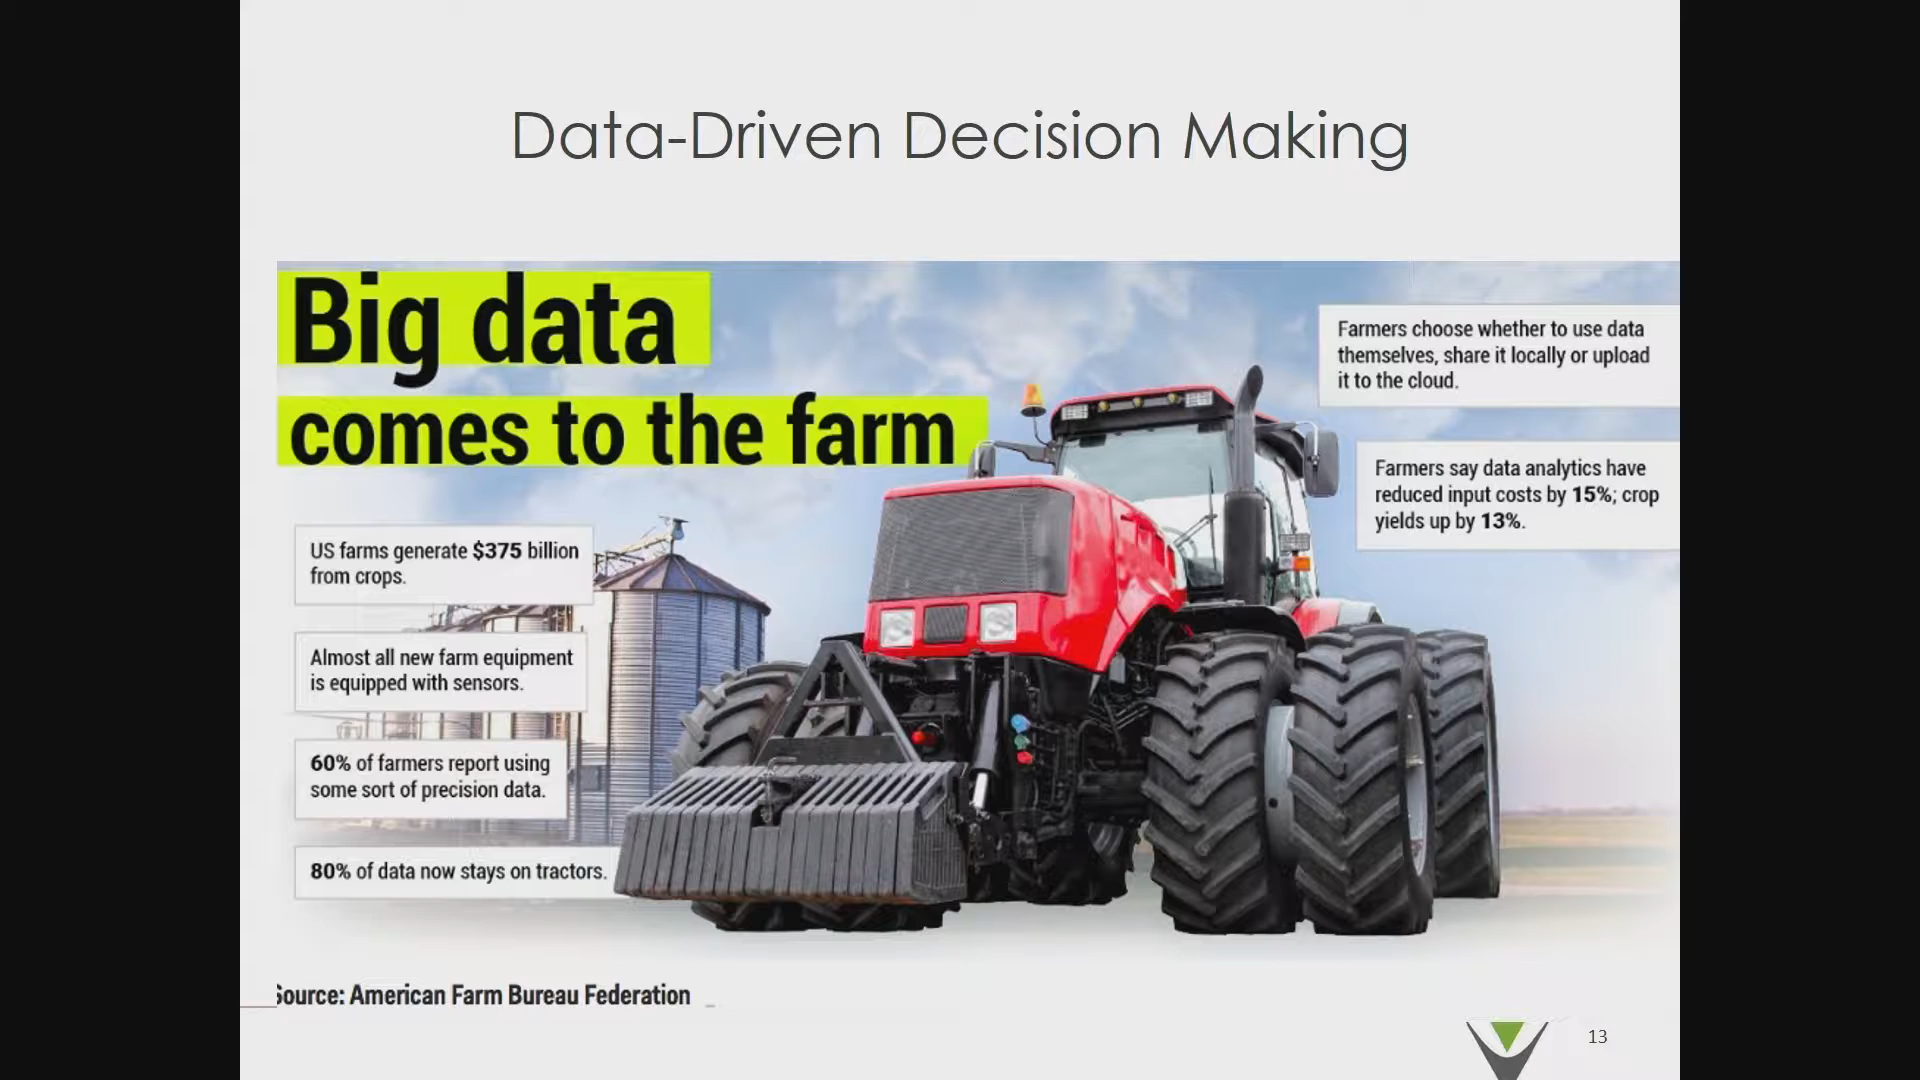 Data-Driven Decision Making
Big data
comes to the farm
US farms generate $375 billion
from crops.
Almost all new farm equipment
is equipped with sensors.
60% of farmers report using
some sort of precision data.
80% of data now stays on tractors.
Farmers choose whether to use data
themselves, share it locally or upload
it to the cloud.
Farmers say data analytics have
reduced input costs by 15%; crop
yields up by 13%.
Source: American Farm Bureau Federation
13